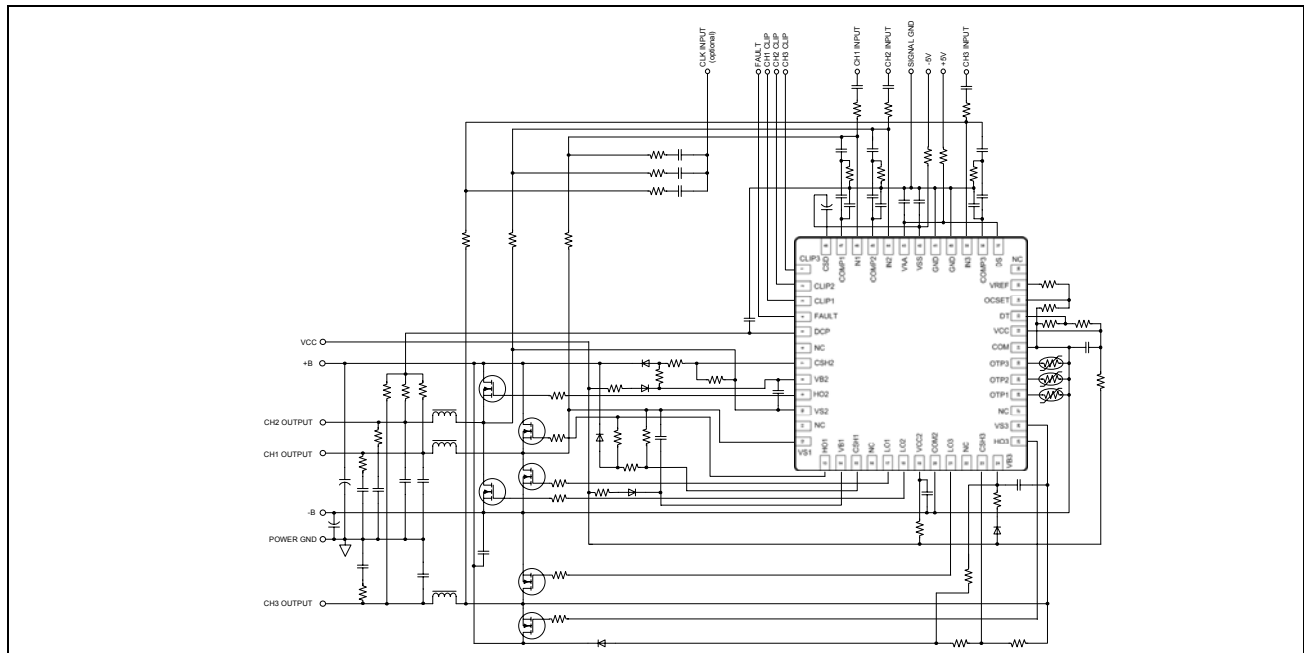 CLK INPUT
(optional)
FAULT
CH1 CLIP
CH2 CLIP
CH3 CLIP
CH1 INPUT
CH2 INPUT
SIGNAL GND
-5V
+5V
CH3 INPUT
CLIP3
CSD
COMP1
IN1
COMP2
IN2
VAA
VSS
GND
GND
IN3
COMP3
DS
NC
CLIP2
CLIP1
FAULT
DCP
NC
CSH2
VB2
HO2
VS2
NC
VS1
VREF
OCSET
DT
VCC
COM
OTP3
OTP2
OTP1
NC
VS3
HO3
HO1
VB1
CSH1
NC
LO1
LO2
VCC2
COM2
LO3
NC
CSH3
VB3
VCC
+B
CH2 OUTPUT
CH1 OUTPUT
-B
POWER GND
CH3 OUTPUT